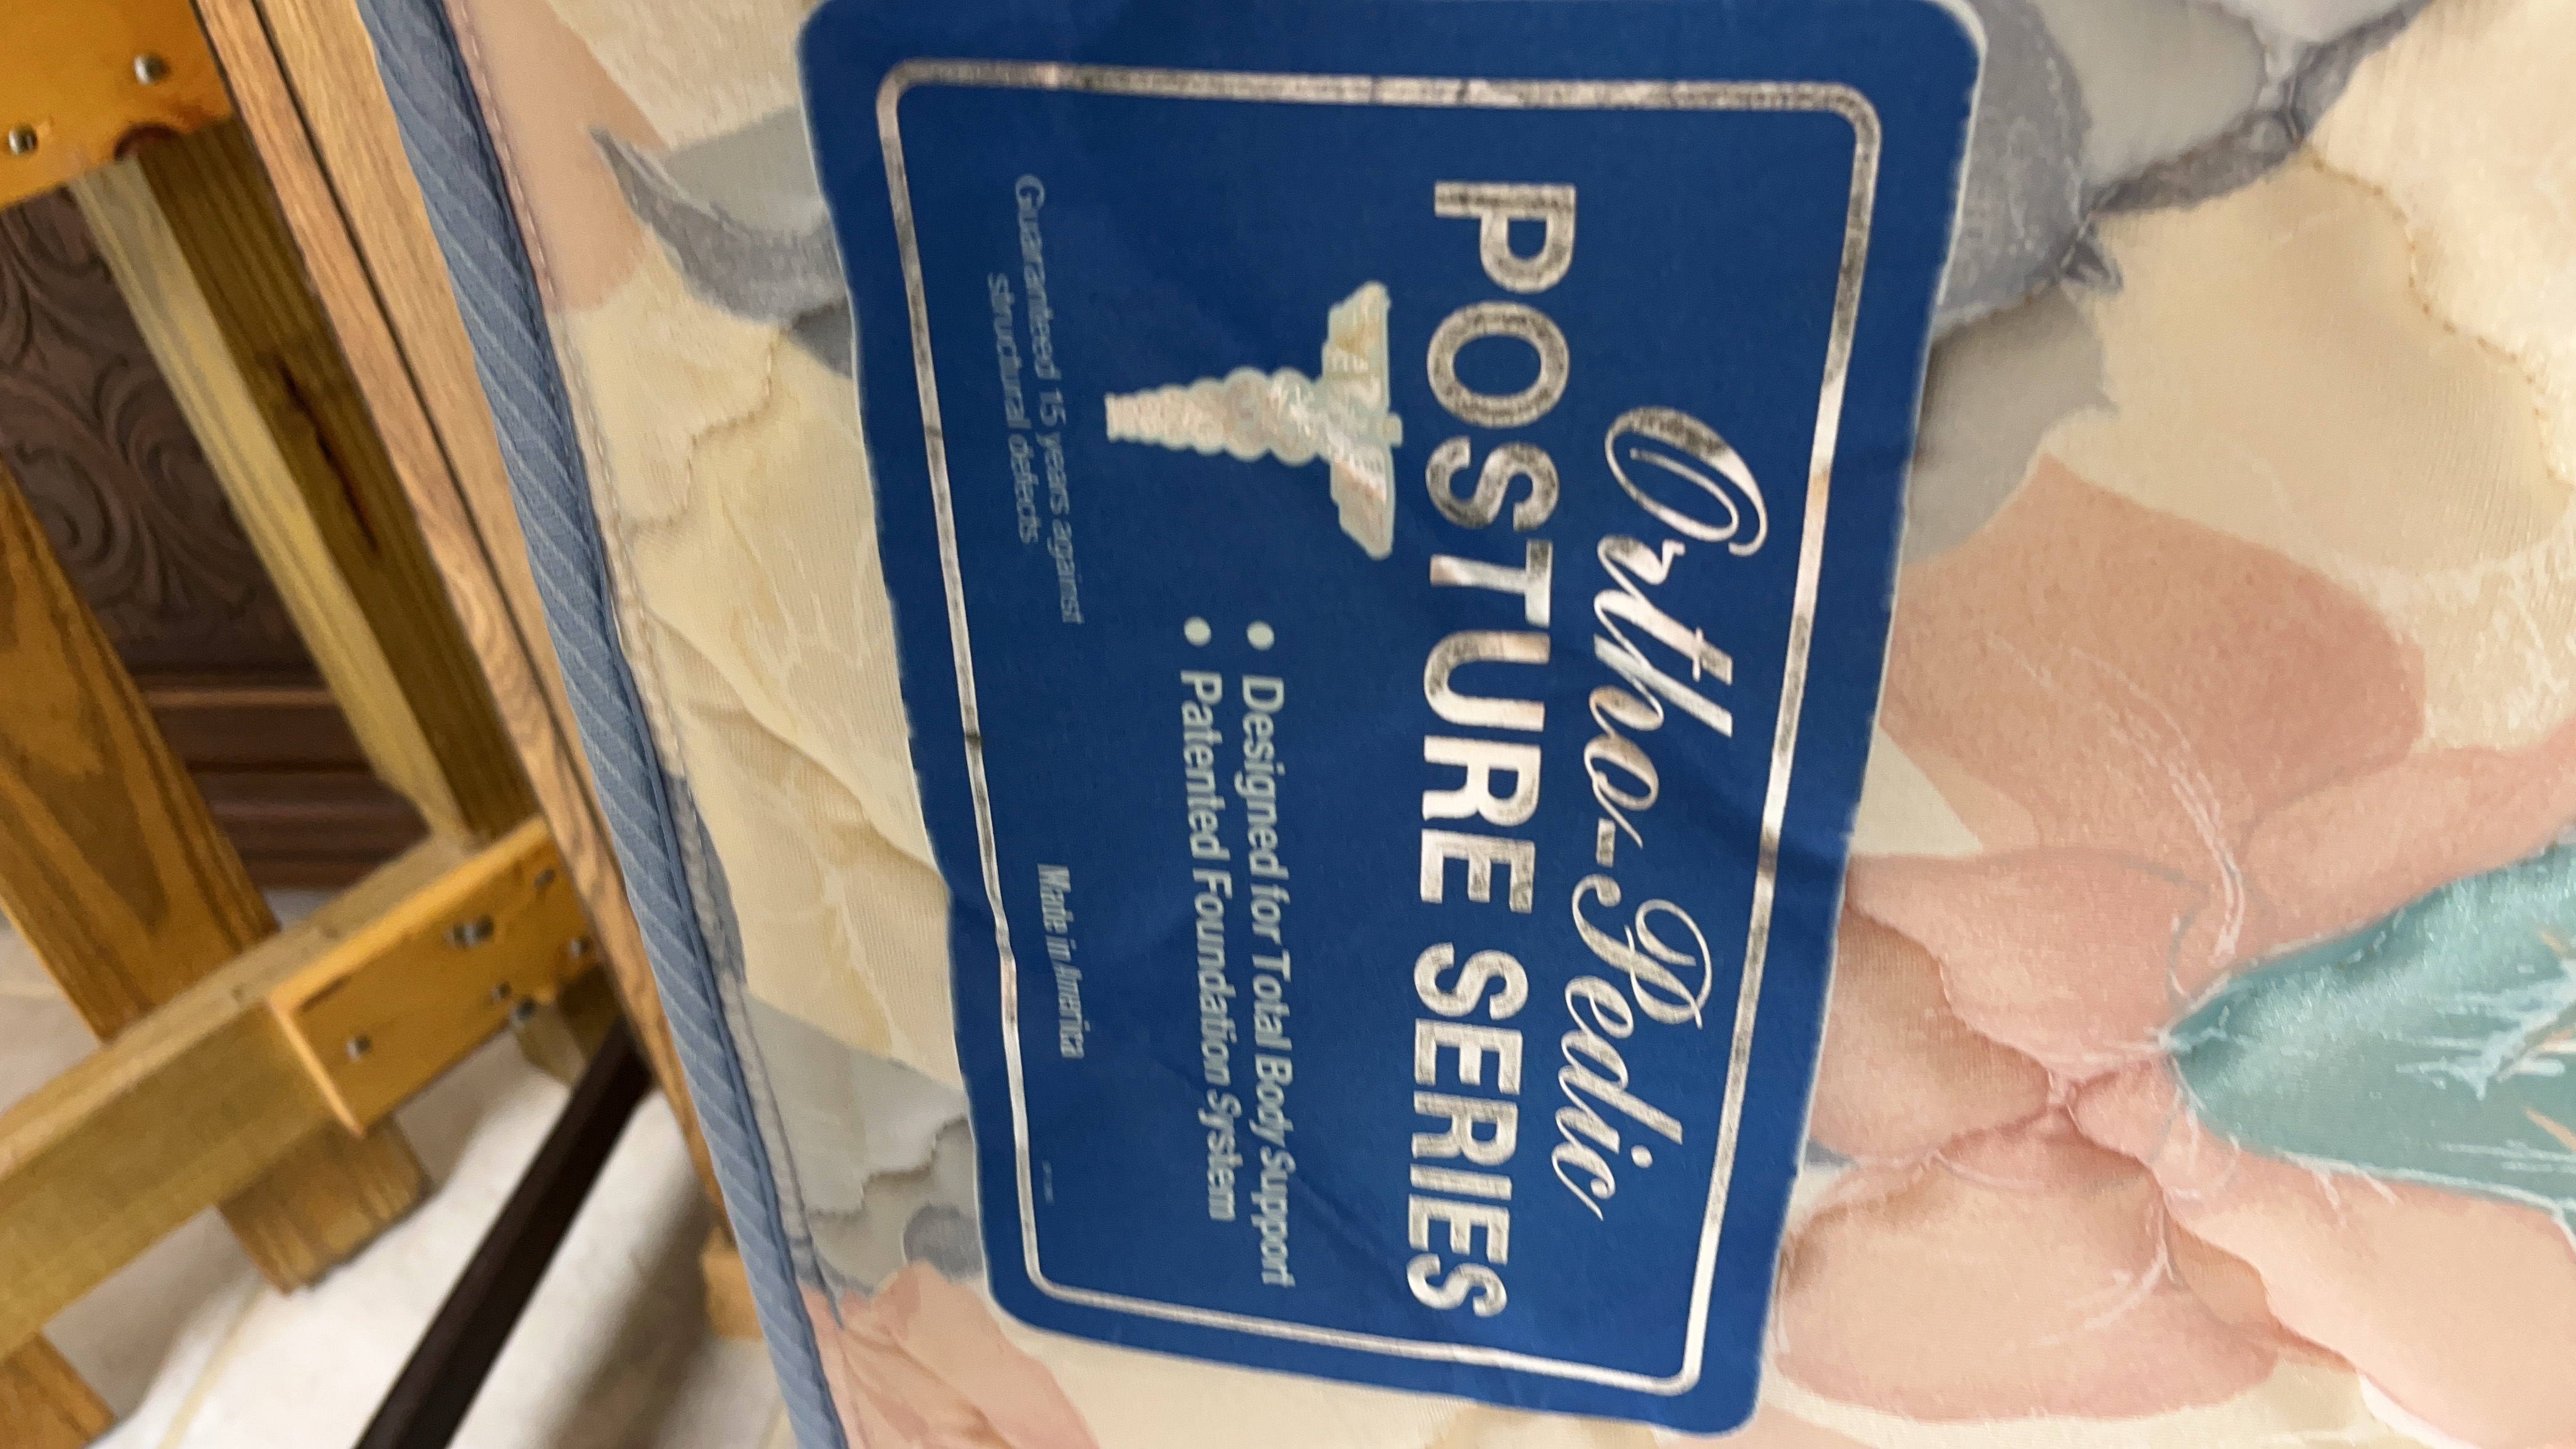 Ortho-Pedic
POSTURE SERIES
• Designed for Total Body Support
• Patented Foundation System
Guaranteed 15 years against
structural defects
Made in America